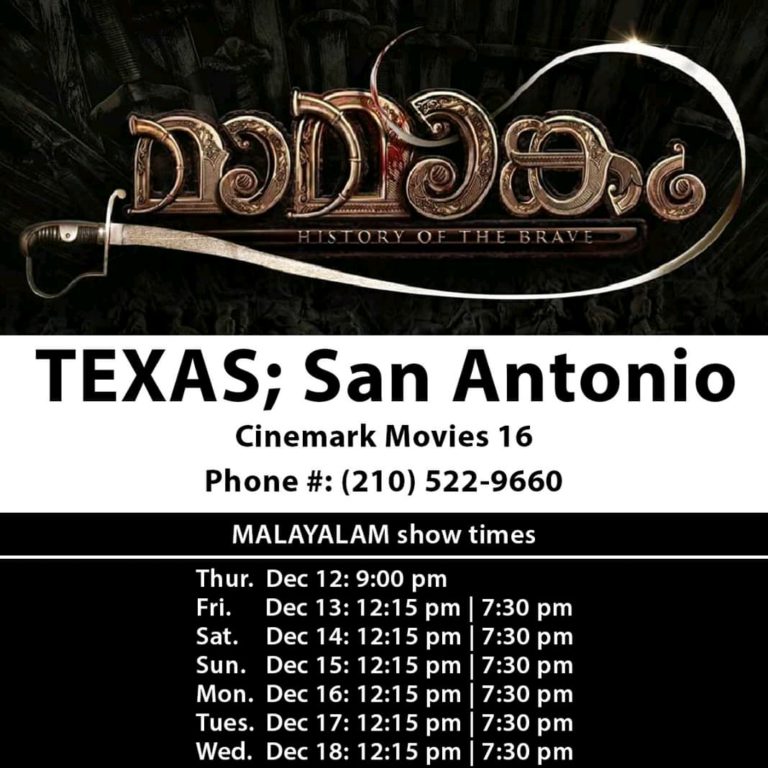 മാമാങ്കം
HISTORY OF THE BRAVE
TEXAS; San Antonio
Cinemark Movies 16
Phone #: (210) 522-9660
MALAYALAM show times
Thur. Dec 12: 9:00 pm
Fri. Dec 13: 12:15 pm | 7:30 pm
Sat. Dec 14: 12:15 pm | 7:30 pm
Sun. Dec 15: 12:15 pm | 7:30 pm
Mon. Dec 16: 12:15 pm | 7:30 pm
Tues. Dec 17: 12:15 pm | 7:30 pm
Wed. Dec 18: 12:15 pm | 7:30 pm